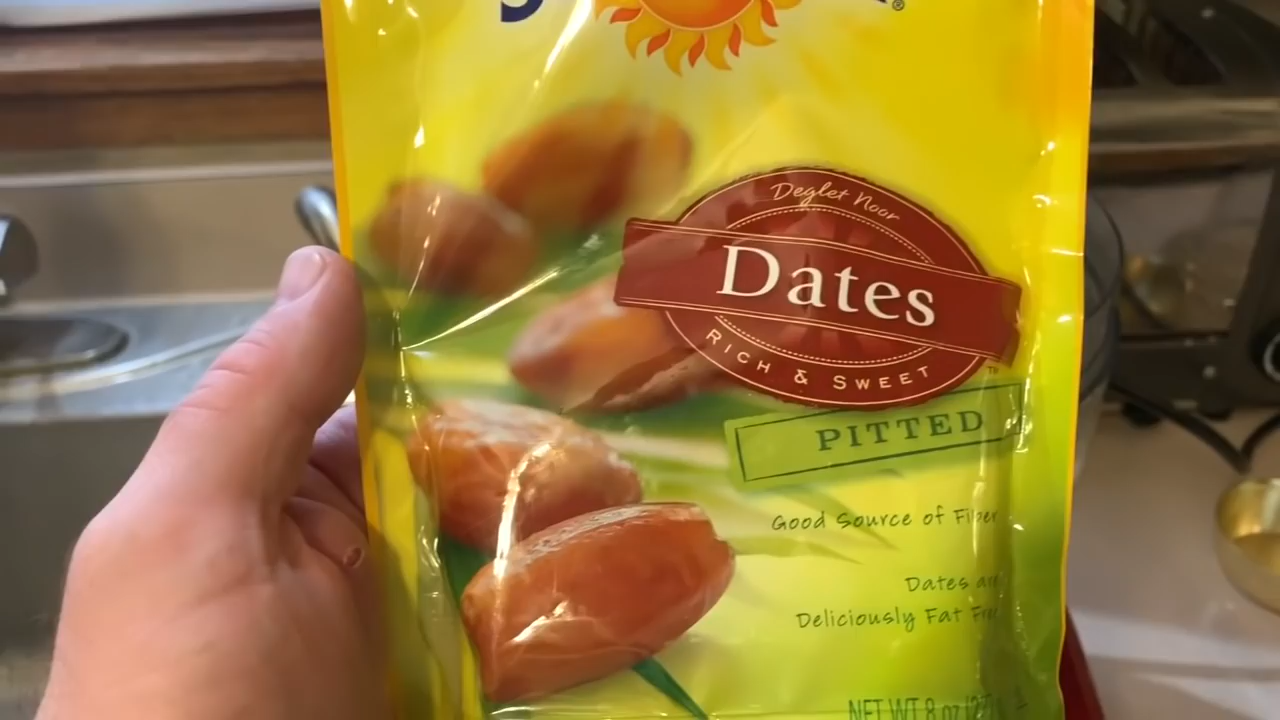 ®
Deglet Noor
Dates
RICH & SWEET
TM
PITTED
Good Source of Fiber
Dates are
Deliciously Fat Free
NET WT 8 oz